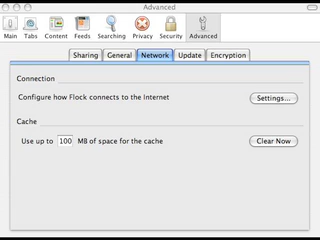 Advanced
Main Tabs Content Feeds Searching Privacy Security Advanced
Sharing General Network Update Encryption
Connection
Configure how Flock connects to the Internet Settings...
Cache
Use up to 100 MB of space for the cache Clear Now